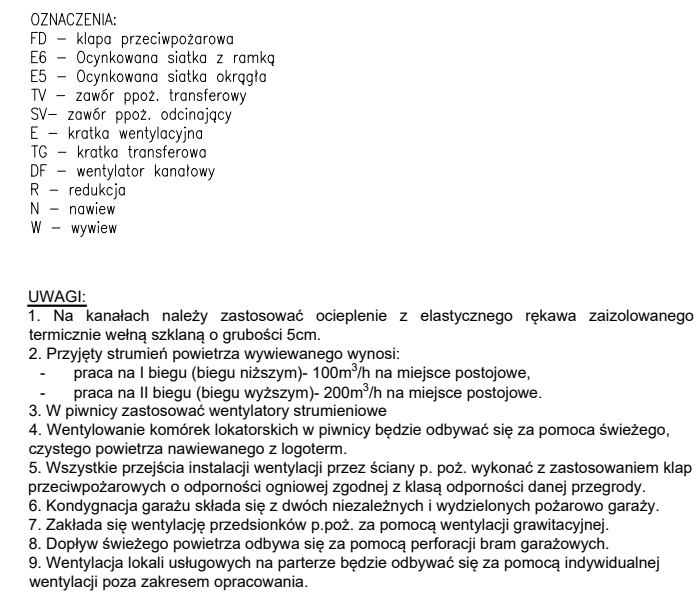 OZNACZENIA:
FD – klapa przeciwpożarowa
E6 – Ocynkowana siatka z ramką
E5 – Ocynkowana siatka okrągła
TV – zawór ppoż. transferowy
SV– zawór ppoż. odcinający
E – kratka wentylacyjna
TG – kratka transferowa
DF – wentylator kanałowy
R – redukcja
N – nawiew
W – wywiew
UWAGI:
1. Na kanałach należy zastosować ocieplenie z elastycznego rękawa zaizolowanego
termicznie wełną szklaną o grubości 5cm.
2. Przyjęty strumień powietrza wywiewanego wynosi:
- praca na I biegu (biegu niższym)- 100m³/h na miejsce postojowe,
- praca na II biegu (biegu wyższym)- 200m³/h na miejsce postojowe.
3. W piwnicy zastosować wentylatory strumieniowe
4. Wentylowanie komórek lokatorskich w piwnicy będzie odbywać się za pomoca świeżego,
czystego powietrza nawiewanego z logoterm.
5. Wszystkie przejścia instalacji wentylacji przez ściany p. poż. wykonać z zastosowaniem klap
przeciwpożarowych o odporności ogniowej zgodnej z klasą odporności danej przegrody.
6. Kondygnacja garażu składa się z dwóch niezależnych i wydzielonych pożarowo garaży.
7. Zakłada się wentylację przedsionków p.poż. za pomocą wentylacji grawitacyjnej.
8. Dopływ świeżego powietrza odbywa się za pomocą perforacji bram garażowych.
9. Wentylacja lokali usługowych na parterze będzie odbywać się za pomocą indywidualnej
wentylacji poza zakresem opracowania.